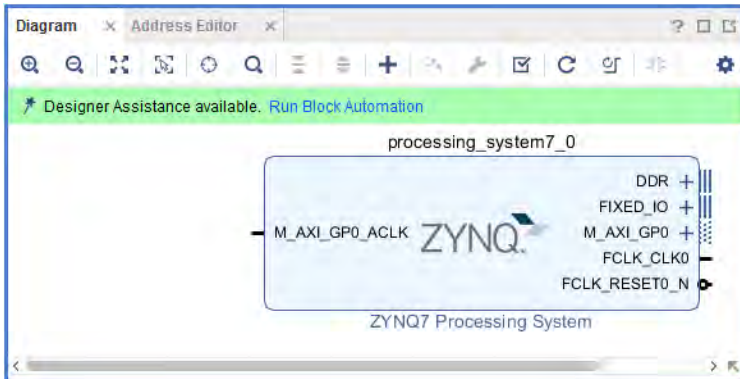 Diagram × Address Editor × ?
Designer Assistance available. Run Block Automation
processing_system7_0
DDR
FIXED_IO
M_AXI_GP0_ACLK ZYNQ. M_AXI_GP0
FCLK_CLK0
FCLK_RESET0_N
ZYNQ7 Processing System